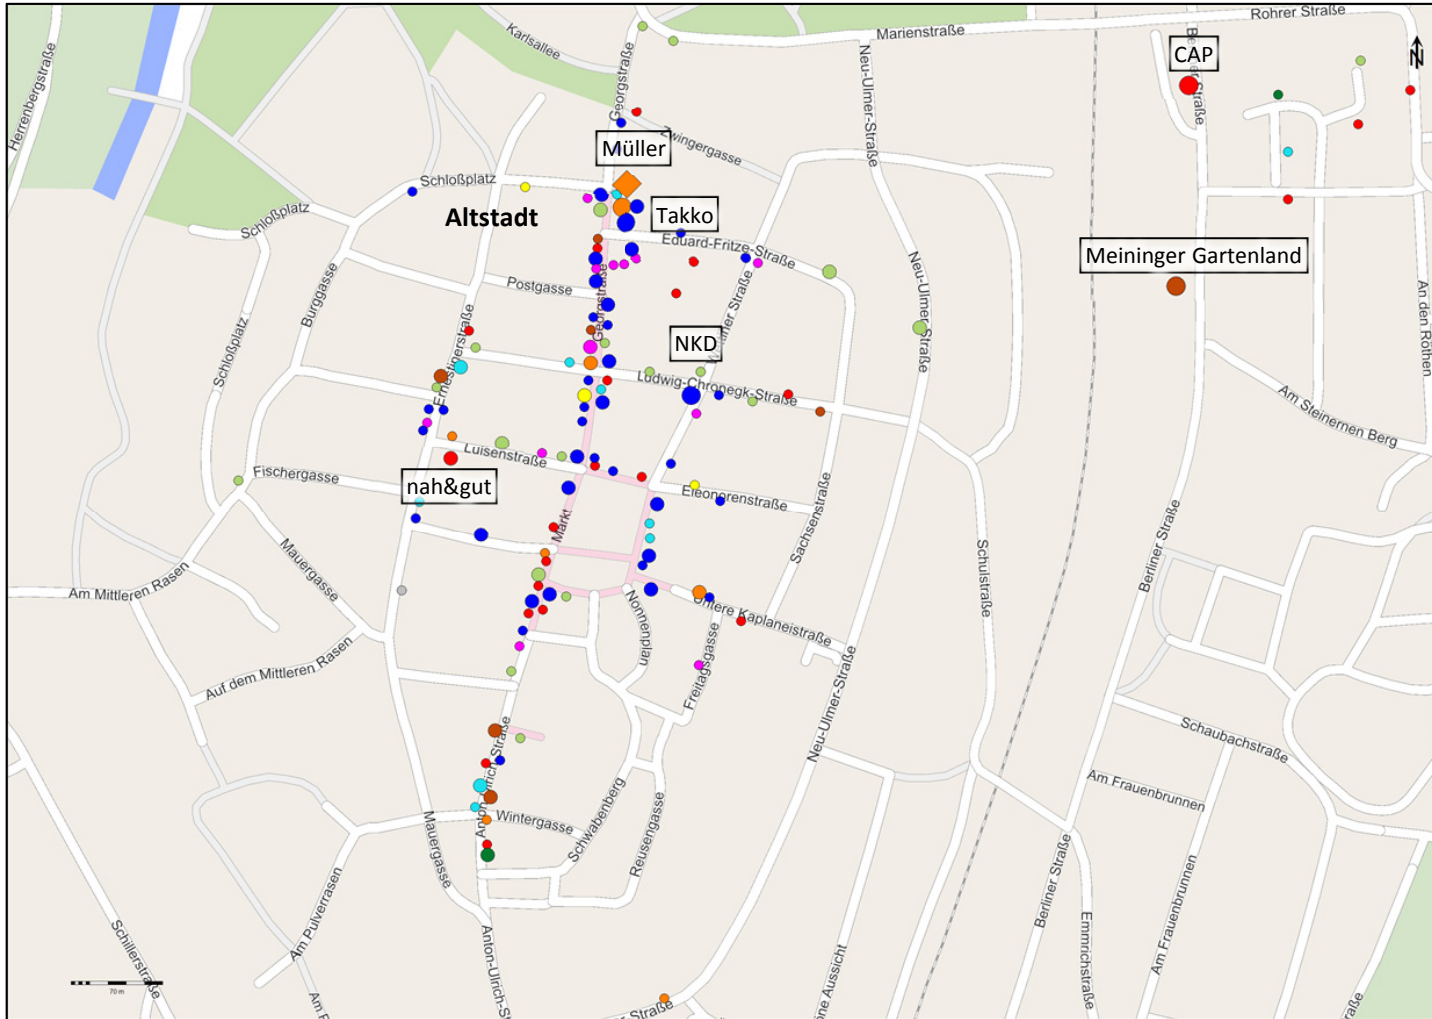 Rohrer Straße
Marienstraße
Karlsallee
Georgstraße
Herrenbergstraße
Neu-Ulmer-Straße
CAP
N
Zwingergasse
Müller
Schloßplatz
Altstadt
Takko
Schloßplatz
Eduard-Fritze-Straße
Meininger Gartenland
Burggasse
Postgasse
Georgstraße
Neu-Ulmer-Straße
An den Röthen
Schloßplatz
Ernestinerstraße
NKD
Ludwig-Chronegk-Straße
Am Steinernen Berg
Luisenstraße
Fischergasse
nah&gut
Eleonorenstraße
Markt
Sachsenstraße
Mauergasse
Schulstraße
Berliner Straße
Am Mittleren Rasen
Nonnenplan
Untere Kaplaneistraße
Freitagsgasse
Auf dem Mittleren Rasen
Neu-Ulmer-Straße
Schaubachstraße
Am Frauenbrunnen
Mauergasse
Wintergasse
Schwabenberg
Reusengasse
Am Pulverrasen
Berliner Straße
Am Frauenbrunnen
Schillerstraße
Anton-Ulrich-St
Emmrichstraße
70 m